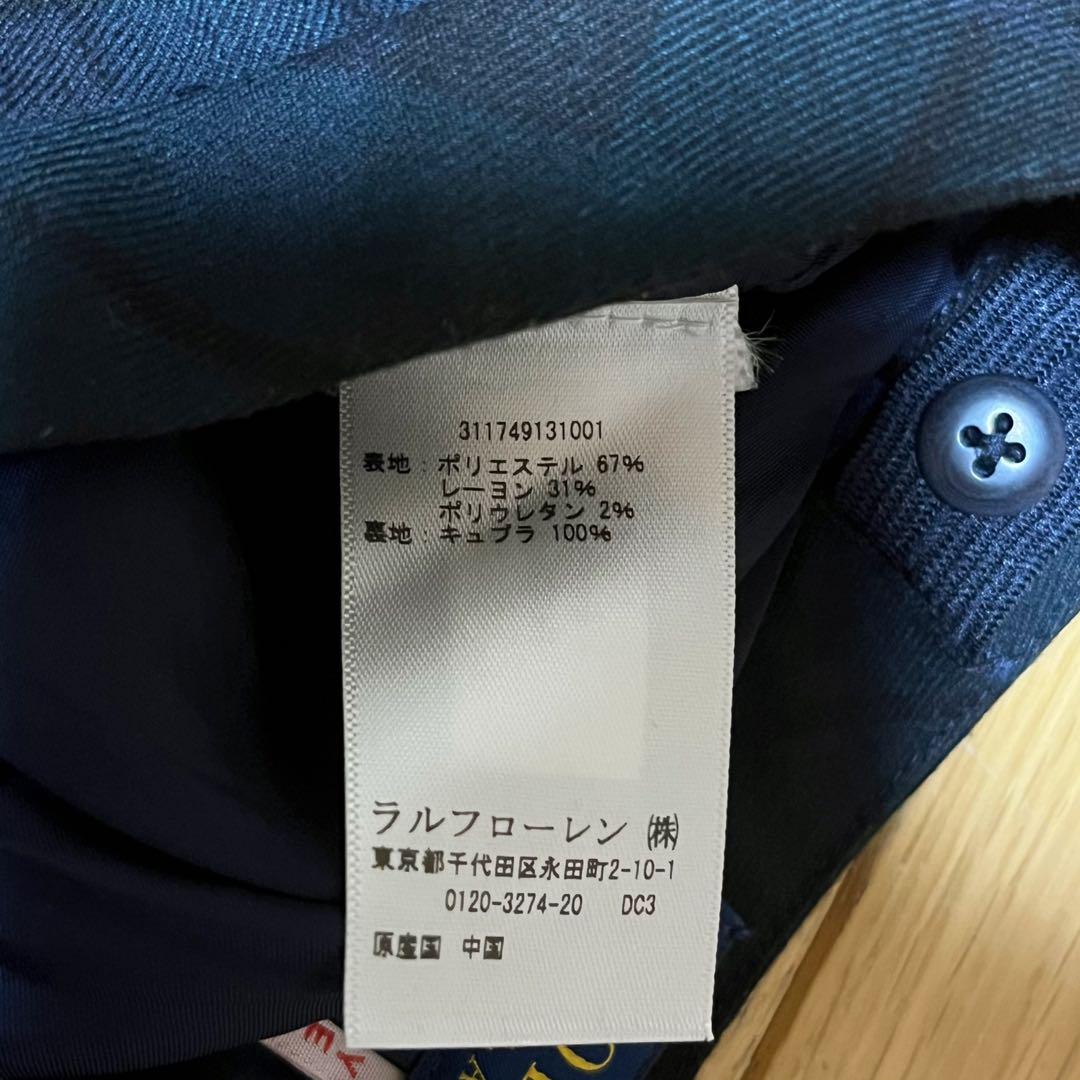 311749131001
表地:ポリエステル 67%
レーヨン 31%
ポリウレタン 2%
裏地:キュプラ 100%
ラルフローレン ㈱
東京都千代田区永田町2-10-1
0120-3274-20 DC3
原産国 中国